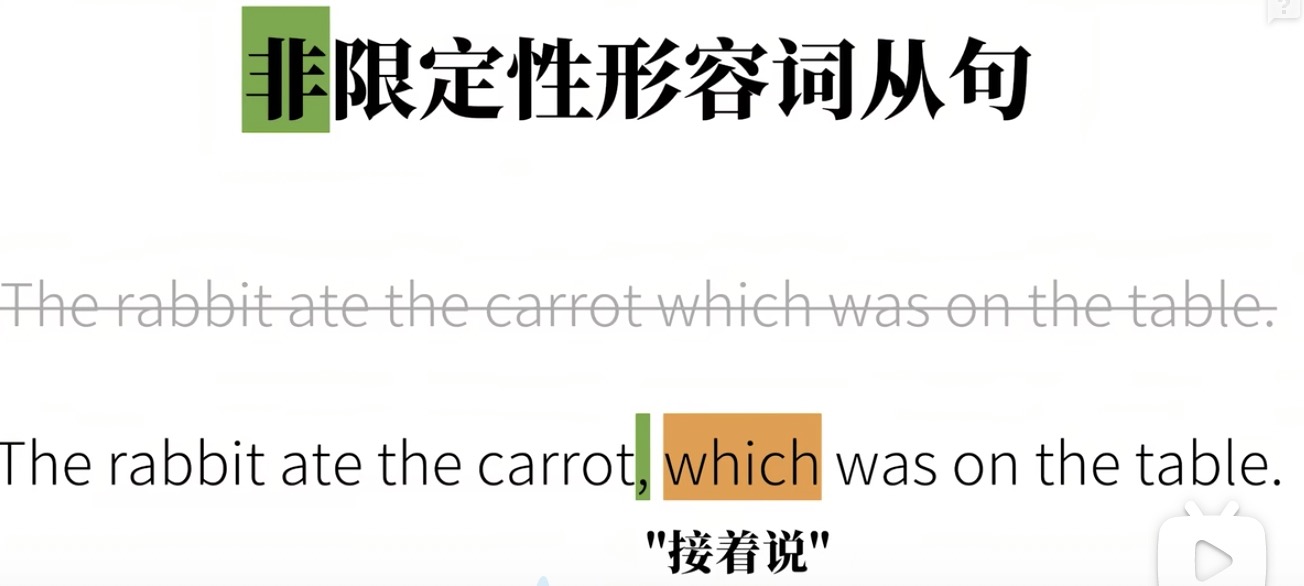 非限定性形容词从句
The rabbit ate the carrot which was on the table.
The rabbit ate the carrot, which was on the table.
"接着说"